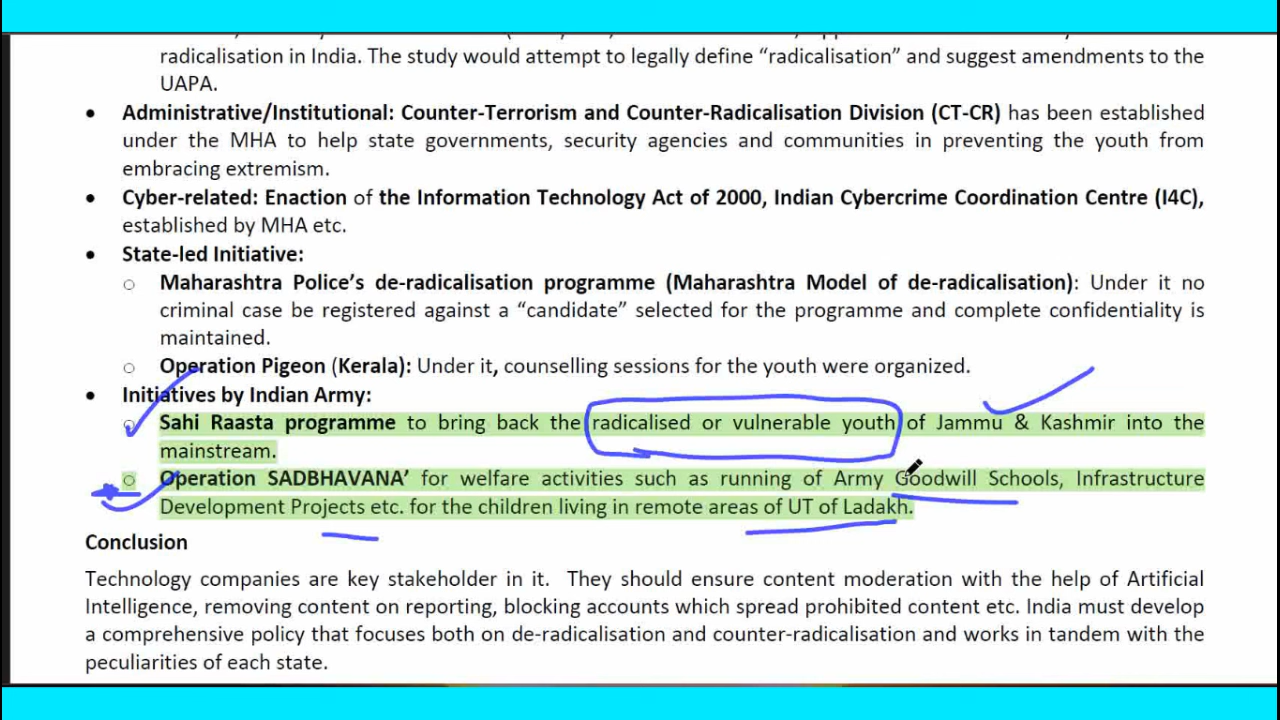 radicalisation in India. The study would attempt to legally define “radicalisation” and suggest amendments to the
UAPA.
• Administrative/Institutional: Counter-Terrorism and Counter-Radicalisation Division (CT-CR) has been established
under the MHA to help state governments, security agencies and communities in preventing the youth from
embracing extremism.
• Cyber-related: Enaction of the Information Technology Act of 2000, Indian Cybercrime Coordination Centre (I4C),
established by MHA etc.
• State-led Initiative:
○ Maharashtra Police’s de-radicalisation programme (Maharashtra Model of de-radicalisation): Under it no
criminal case be registered against a “candidate” selected for the programme and complete confidentiality is
maintained.
○ Operation Pigeon (Kerala): Under it, counselling sessions for the youth were organized.
• Initiatives by Indian Army:
○ Sahi Raasta programme to bring back the radicalised or vulnerable youth of Jammu & Kashmir into the
mainstream.
○ Operation SADBHAVANA’ for welfare activities such as running of Army Goodwill Schools, Infrastructure
Development Projects etc. for the children living in remote areas of UT of Ladakh.
Conclusion
Technology companies are key stakeholder in it. They should ensure content moderation with the help of Artificial
Intelligence, removing content on reporting, blocking accounts which spread prohibited content etc. India must develop
a comprehensive policy that focuses both on de-radicalisation and counter-radicalisation and works in tandem with the
peculiarities of each state.